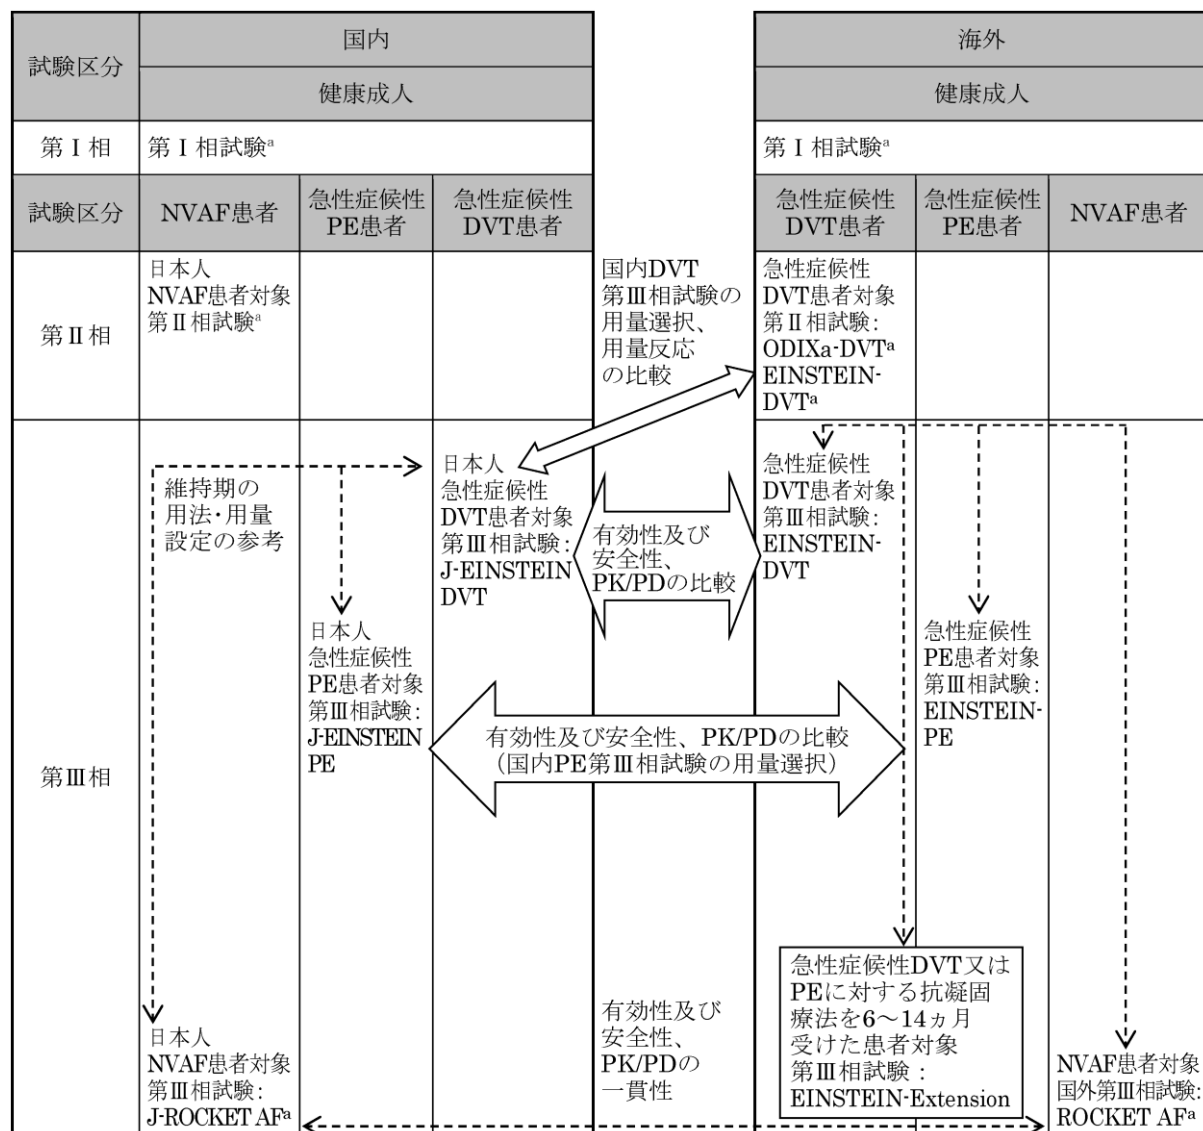 試験区分
国内
健康成人
海外
健康成人
第Ⅰ相
第Ⅰ相試験a
第Ⅰ相試験a
試験区分
NVAF患者
急性症候性
PE患者
急性症候性
DVT患者
急性症候性
DVT患者
急性症候性
PE患者
NVAF患者
第Ⅱ相
日本人
NVAF患者対象
第Ⅱ相試験a
国内DVT
第Ⅲ相試験の
用量選択、
用量反応
の比較
急性症候性
DVT患者対象
第Ⅱ相試験:
ODIXa-DVTa
EINSTEIN-
DVTa
第Ⅲ相
維持期の
用法・用量
設定の参考
日本人
急性症候性
DVT患者対象
第Ⅲ相試験:
J-EINSTEIN
DVT
有効性及び
安全性、
PK/PDの比較
急性症候性
DVT患者対象
第Ⅲ相試験:
EINSTEIN-
DVT
日本人
急性症候性
PE患者対象
第Ⅲ相試験:
J-EINSTEIN
PE
有効性及び安全性、PK/PDの比較
(国内PE第Ⅲ相試験の用量選択)
急性症候性
PE患者対象
第Ⅲ相試験:
EINSTEIN-
PE
日本人
NVAF患者対象
第Ⅲ相試験:
J-ROCKET AFa
有効性及び
安全性、
PK/PDの
一貫性
急性症候性DVT又は
PEに対する抗凝固
療法を6〜14ヵ月
受けた患者対象
第Ⅲ相試験:
EINSTEIN-Extension
NVAF患者対象
国外第Ⅲ相試験:
ROCKET AFa